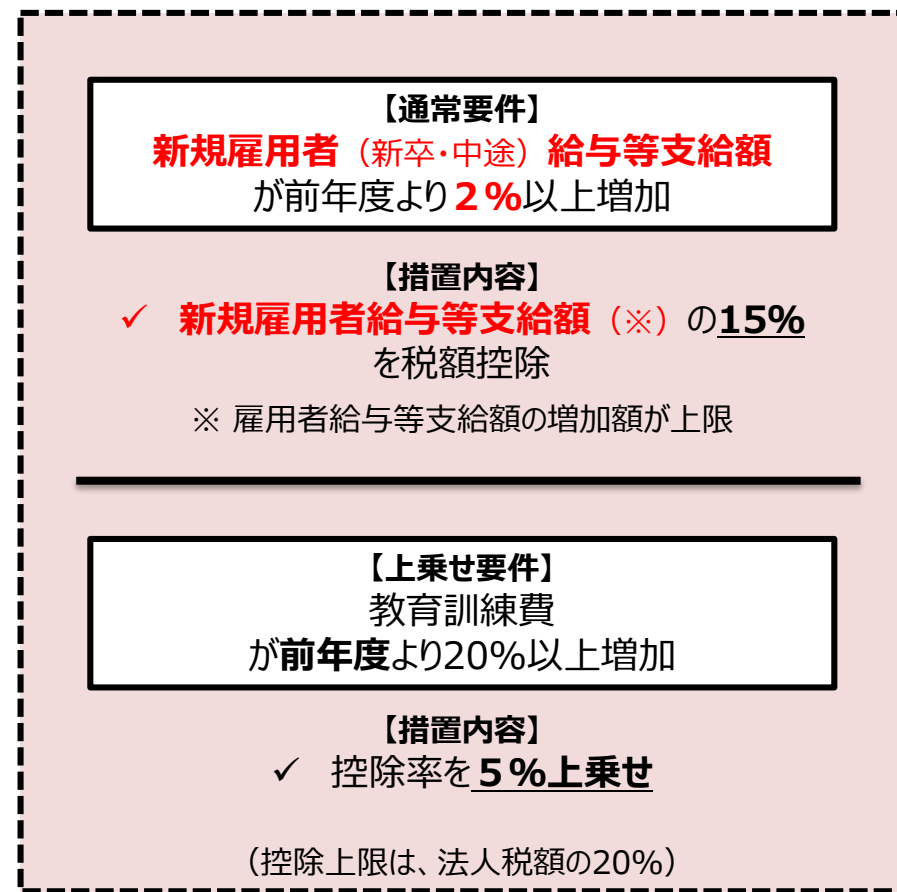 【通常要件】
新規雇用者（新卒・中途）給与等支給額
が前年度より２％以上増加
【措置内容】
✓ 新規雇用者給与等支給額（※）の15%
を税額控除
※ 雇用者給与等支給額の増加額が上限
【上乗せ要件】
教育訓練費
が前年度より20％以上増加
【措置内容】
✓ 控除率を５％上乗せ
（控除上限は、法人税額の20％）